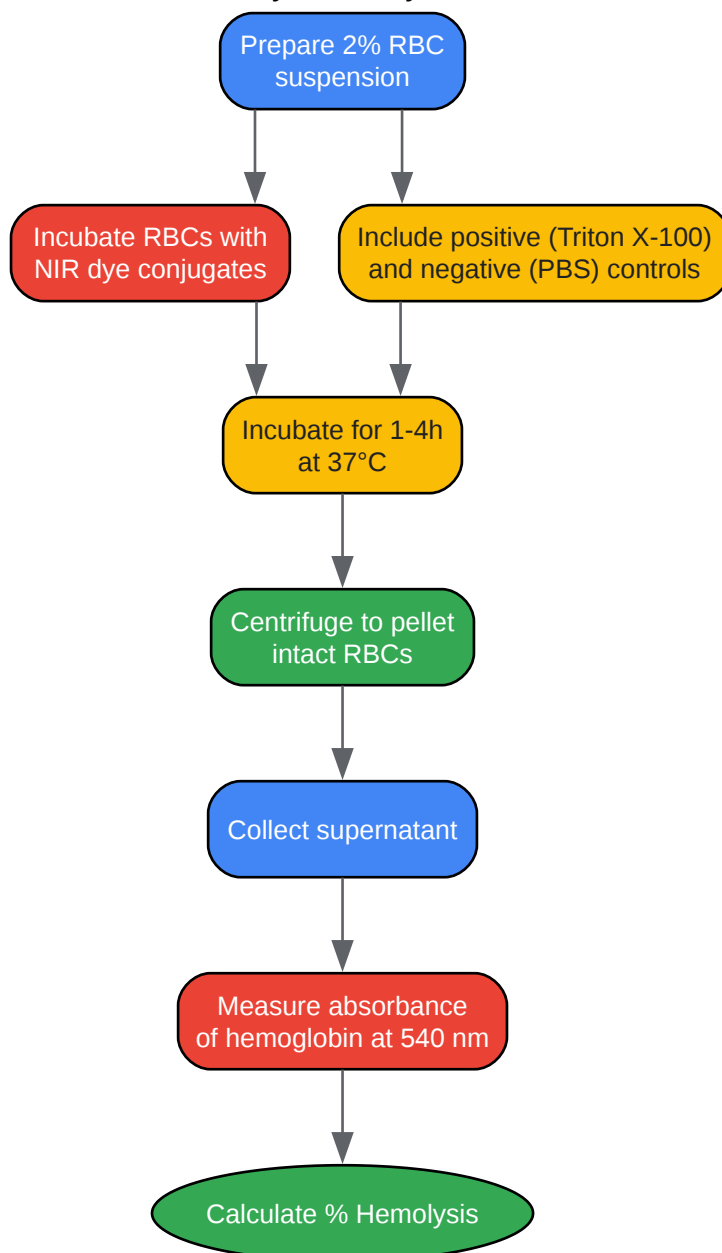 Prepare 2% RBC
suspension
Incubate RBCs with
NIR dye conjugates
Include positive (Triton X-100)
and negative (PBS) controls
Incubate for 1-4h
at 37°C
Centrifuge to pellet
intact RBCs
Collect supernatant
Measure absorbance
of hemoglobin at 540 nm
Calculate % Hemolysis